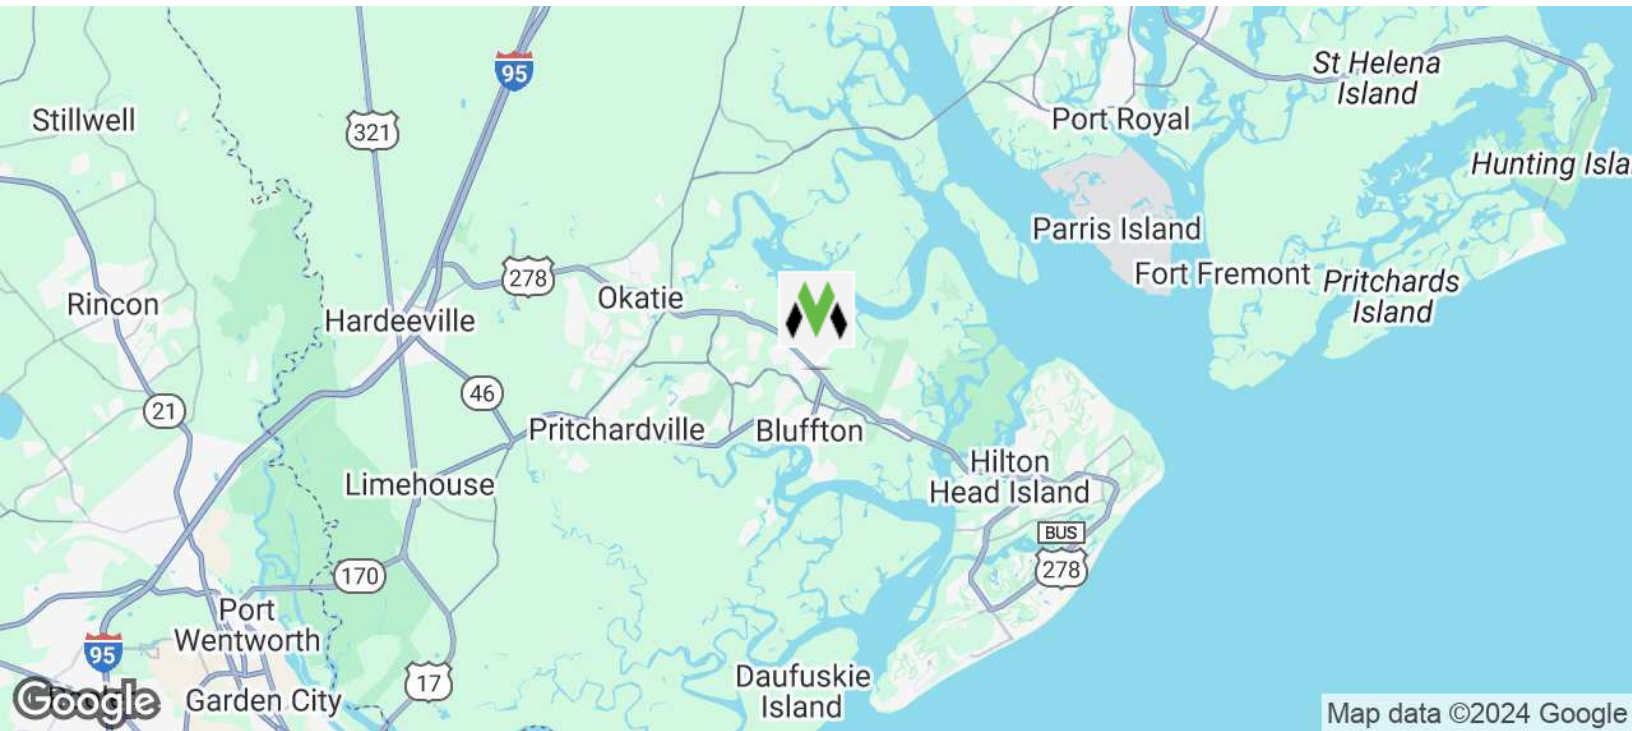 95
St Helena
Island
Stillwell
321
Port Royal
Hunting Isla
Parris Island
278
Fort Fremont
Pritchards
Island
Okatie
Rincon
Hardeeville
46
21
Pritchardville
Bluffton
Hilton
Head Island
Limehouse
BUS
278
170
Port
Wentworth
95
17
Daufuskie
Island
Garden City
Google
Map data ©2024 Google